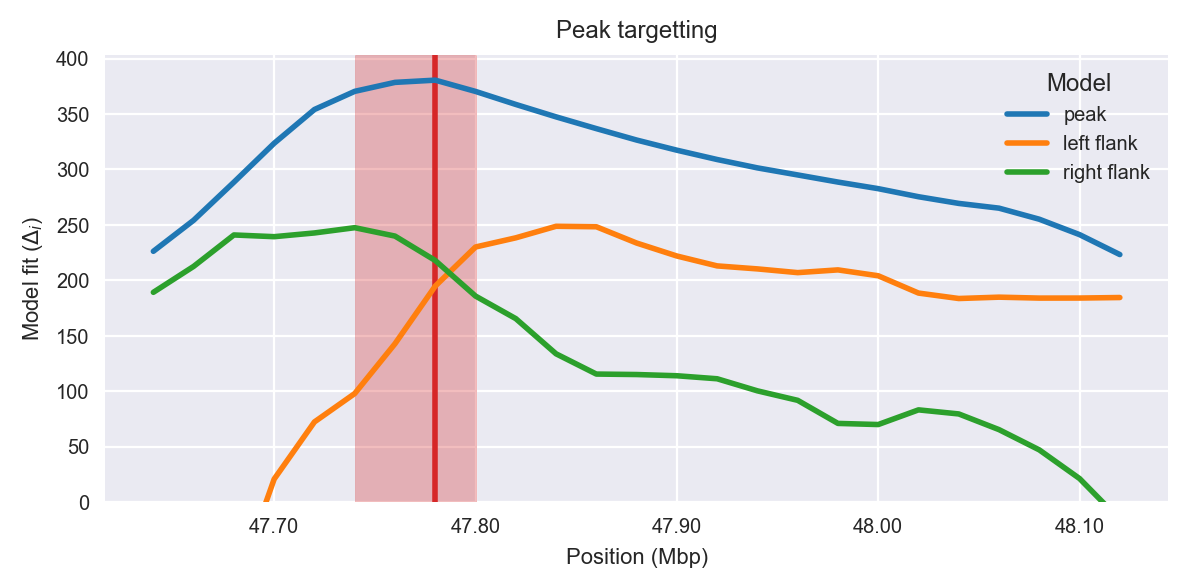 Peak targetting
Model fit (Δi)
400
350
300
250
200
150
100
50
0
Model
peak
left flank
right flank
47.70
47.80
47.90
48.00
48.10
Position (Mbp)